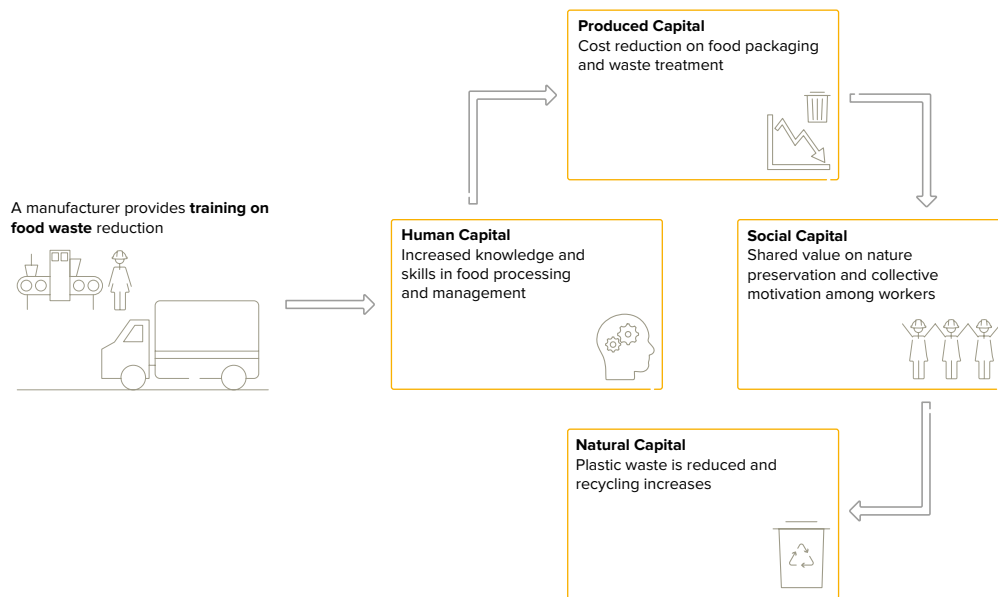 A manufacturer provides training on
food waste reduction
Human Capital
Increased knowledge and
skills in food processing
and management
Produced Capital
Cost reduction on food packaging
and waste treatment
Social Capital
Shared value on nature
preservation and collective
motivation among workers
Natural Capital
Plastic waste is reduced and
recycling increases